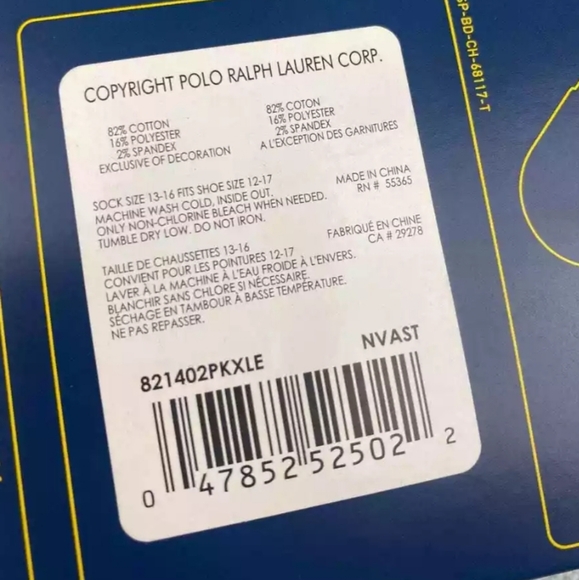 COPYRIGHT POLO RALPH LAUREN CORP.
82% COTTON
16% POLYESTER
2% SPANDEX
EXCLUSIVE OF DECORATION
82% COTON
16% POLYESTER
2% SPANDEX
A L'EXCEPTION DES GARNITURES
SOCK SIZE 13-16 FITS SHOE SIZE 12-17
MACHINE WASH COLD, INSIDE OUT.
ONLY NON-CHLORINE BLEACH WHEN NEEDED.
TUMBLE DRY LOW. DO NOT IRON.
MADE IN CHINA
RN # 55365
TAILLE DE CHAUSSETTES 13-16
CONVIENT POUR LES POINTURES 12-17
LAVER À LA MACHINE À L'EAU FROIDE À L'ENVERS.
BLANCHIR SANS CHLORE SI NÉCESSAIRE.
SÉCHAGE EN TAMBOUR À BASSE TEMPÉRATURE.
NE PAS REPASSER.
FABRIQUÉ EN CHINE
CA # 29278
821402PKXLE
NVAST
0 47852 52502 2
P-BD-CH-68117-T